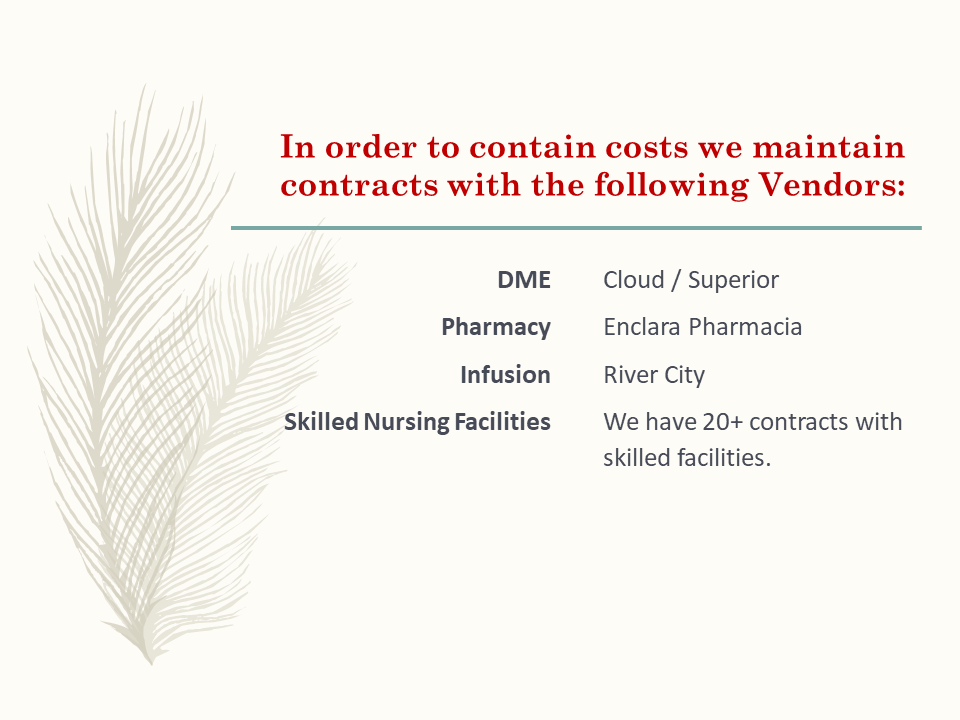 In order to contain costs we maintain
contracts with the following Vendors:
DME Cloud / Superior
Pharmacy Enclara Pharmacia
Infusion River City
Skilled Nursing Facilities We have 20+ contracts with
skilled facilities.